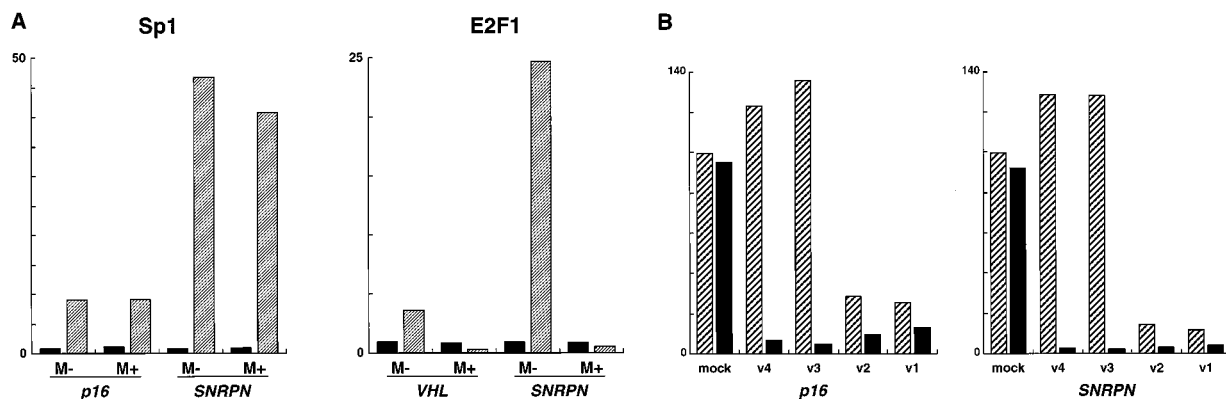 A
Sp1
50
0
M- M+ M- M+
p16 SNRPN
E2F1
25
0
M- M+ M- M+
VHL SNRPN
B
140
0
mock v4 v3 v2 v1
p16
140
0
mock v4 v3 v2 v1
SNRPN